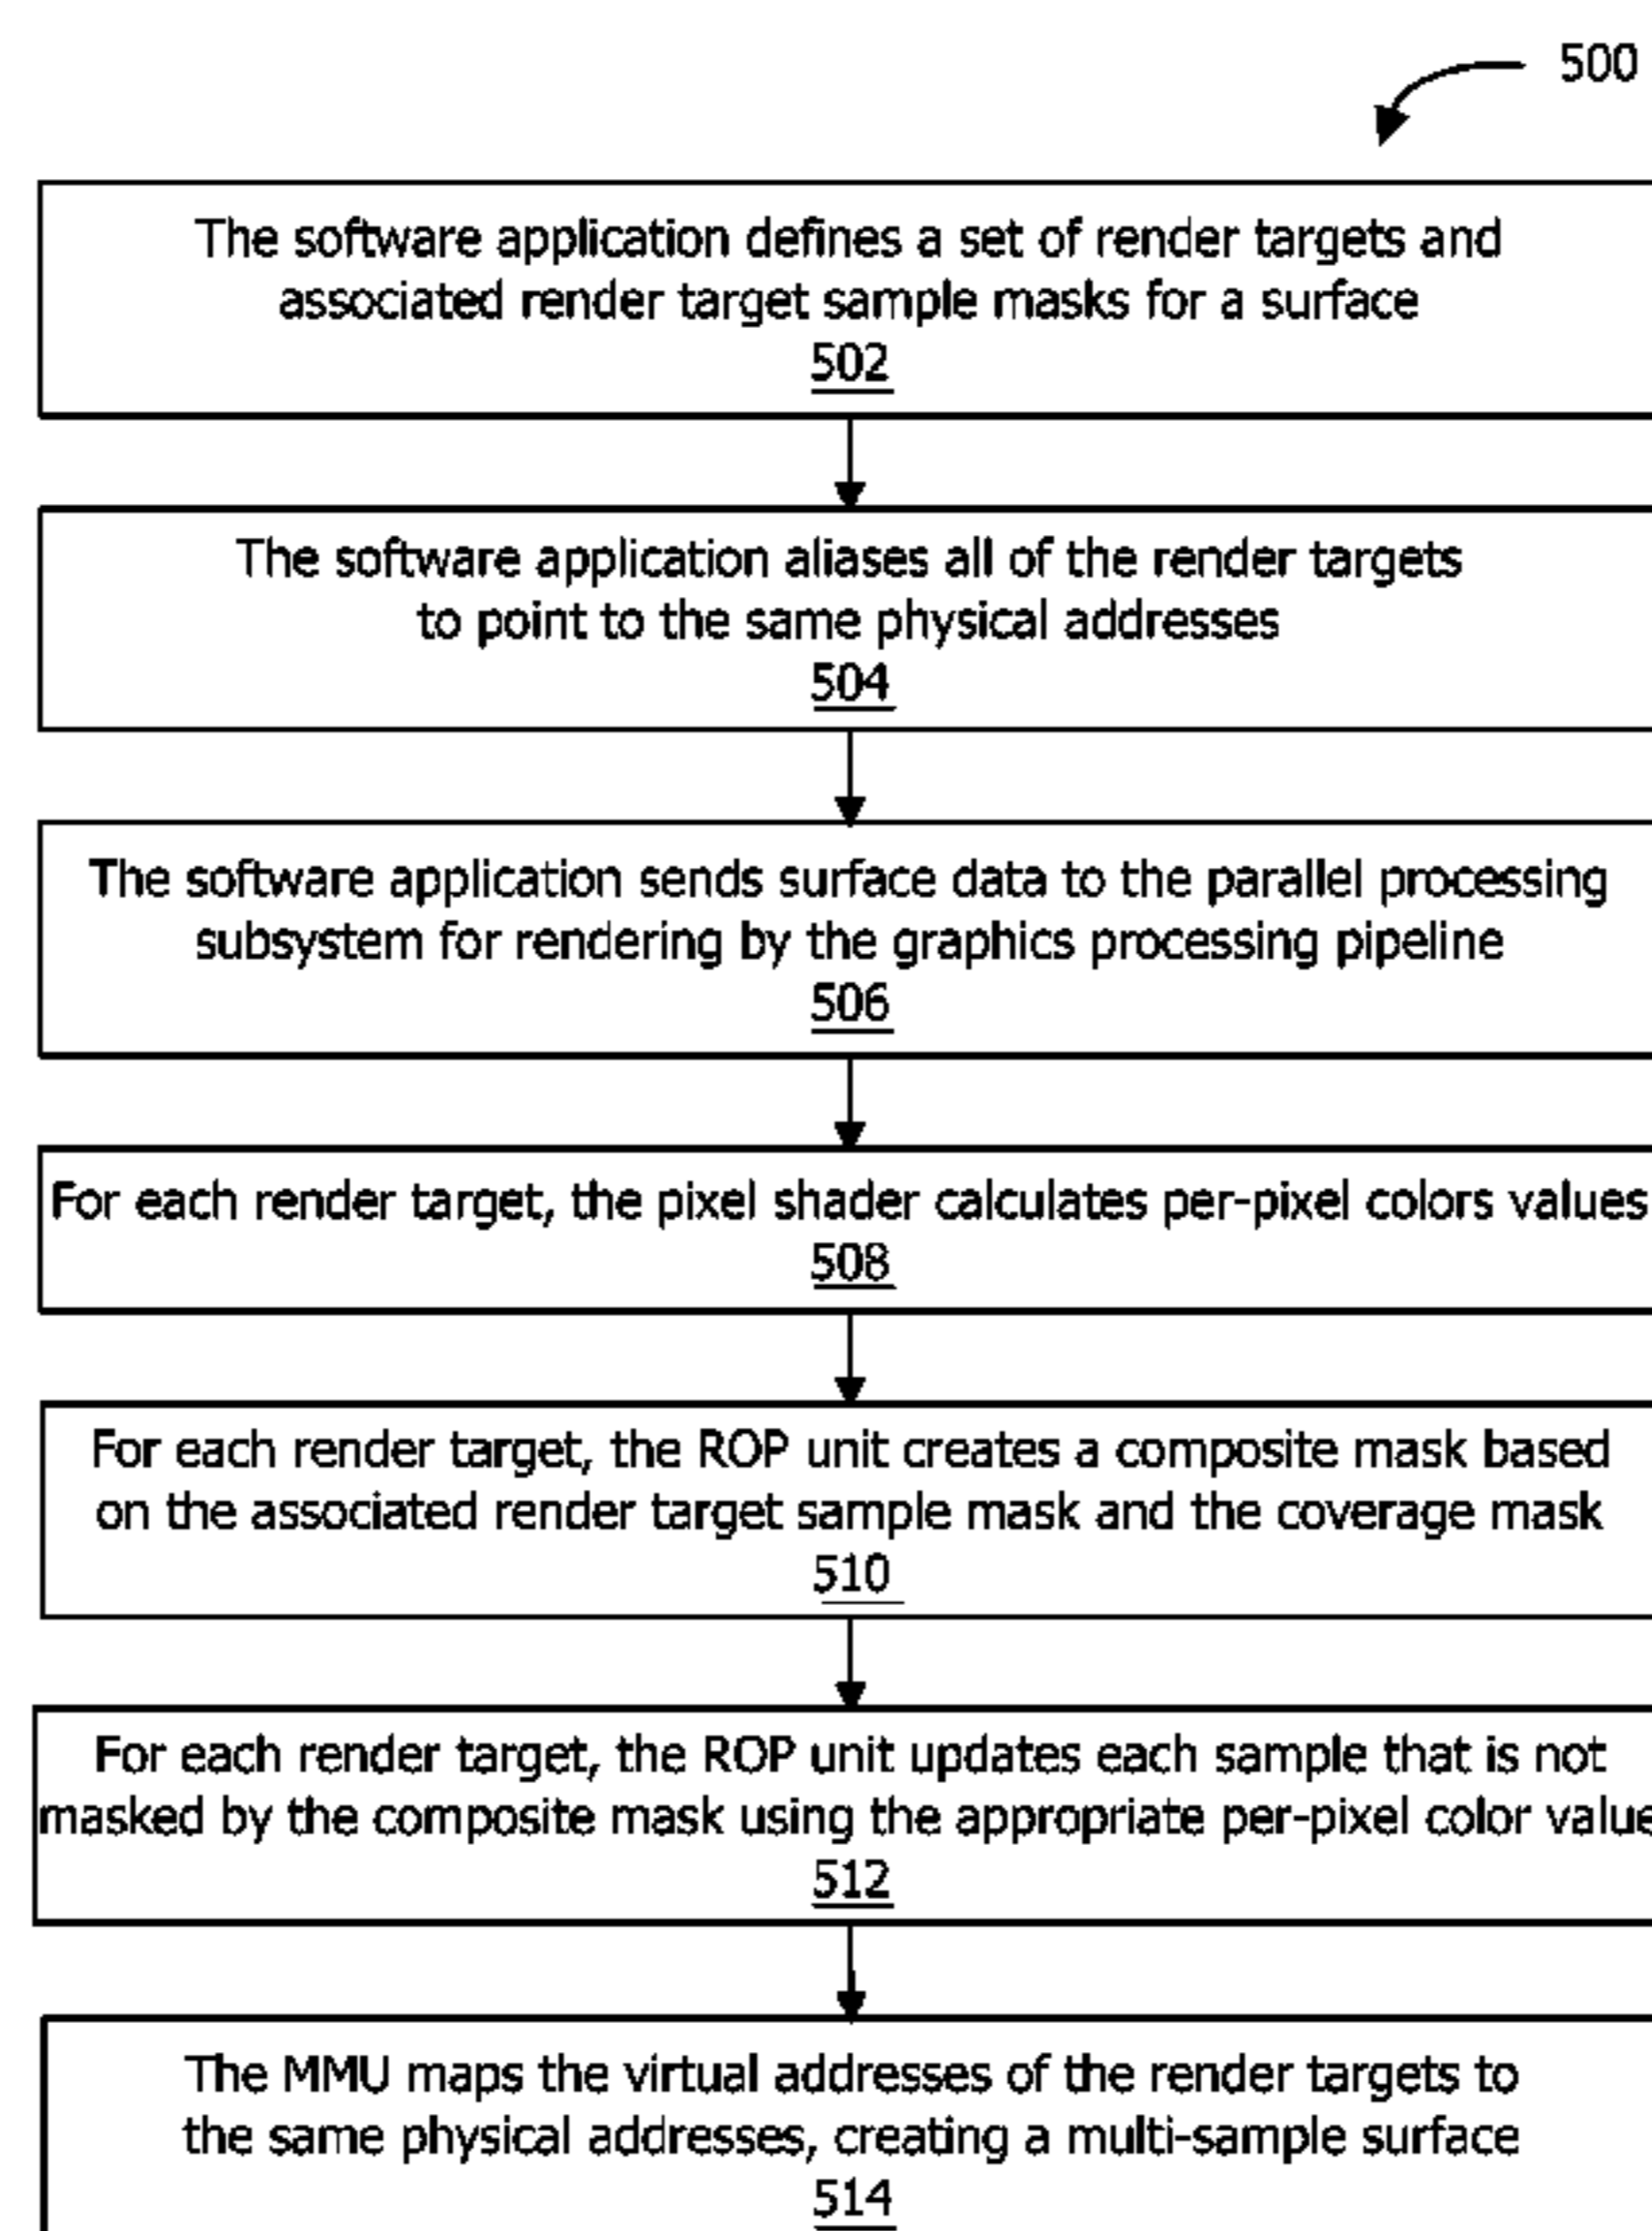 500
The software application defines a set of render targets and
associated render target sample masks for a surface
502
The software application aliases all of the render targets
to point to the same physical addresses
504
The software application sends surface data to the parallel processing
subsystem for rendering by the graphics processing pipeline
506
For each render target, the pixel shader calculates per-pixel colors values
508
For each render target, the ROP unit creates a composite mask based
on the associated render target sample mask and the coverage mask
510
For each render target, the ROP unit updates each sample that is not
masked by the composite mask using the appropriate per-pixel color value
512
The MMU maps the virtual addresses of the render targets to
the same physical addresses, creating a multi-sample surface
514